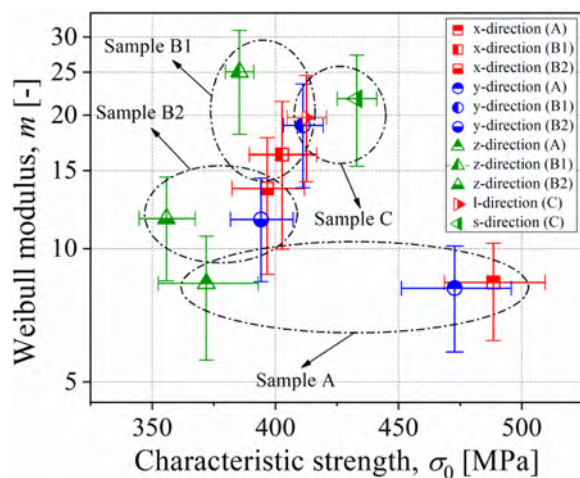 30
25
20
15
10
5
Weibull modulus, m [-]
Sample B1
Sample B2
Sample C
Sample A
x-direction (A)
x-direction (B1)
x-direction (B2)
y-direction (A)
y-direction (B1)
y-direction (B2)
z-direction (A)
z-direction (B1)
z-direction (B2)
l-direction (C)
s-direction (C)
350
400
450
500
Characteristic strength, σ0 [MPa]